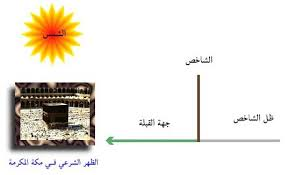 الشمس
الشاخص
ظل الشاخص
جهة القبلة
الظهر الشرعي في مكة المكرمة